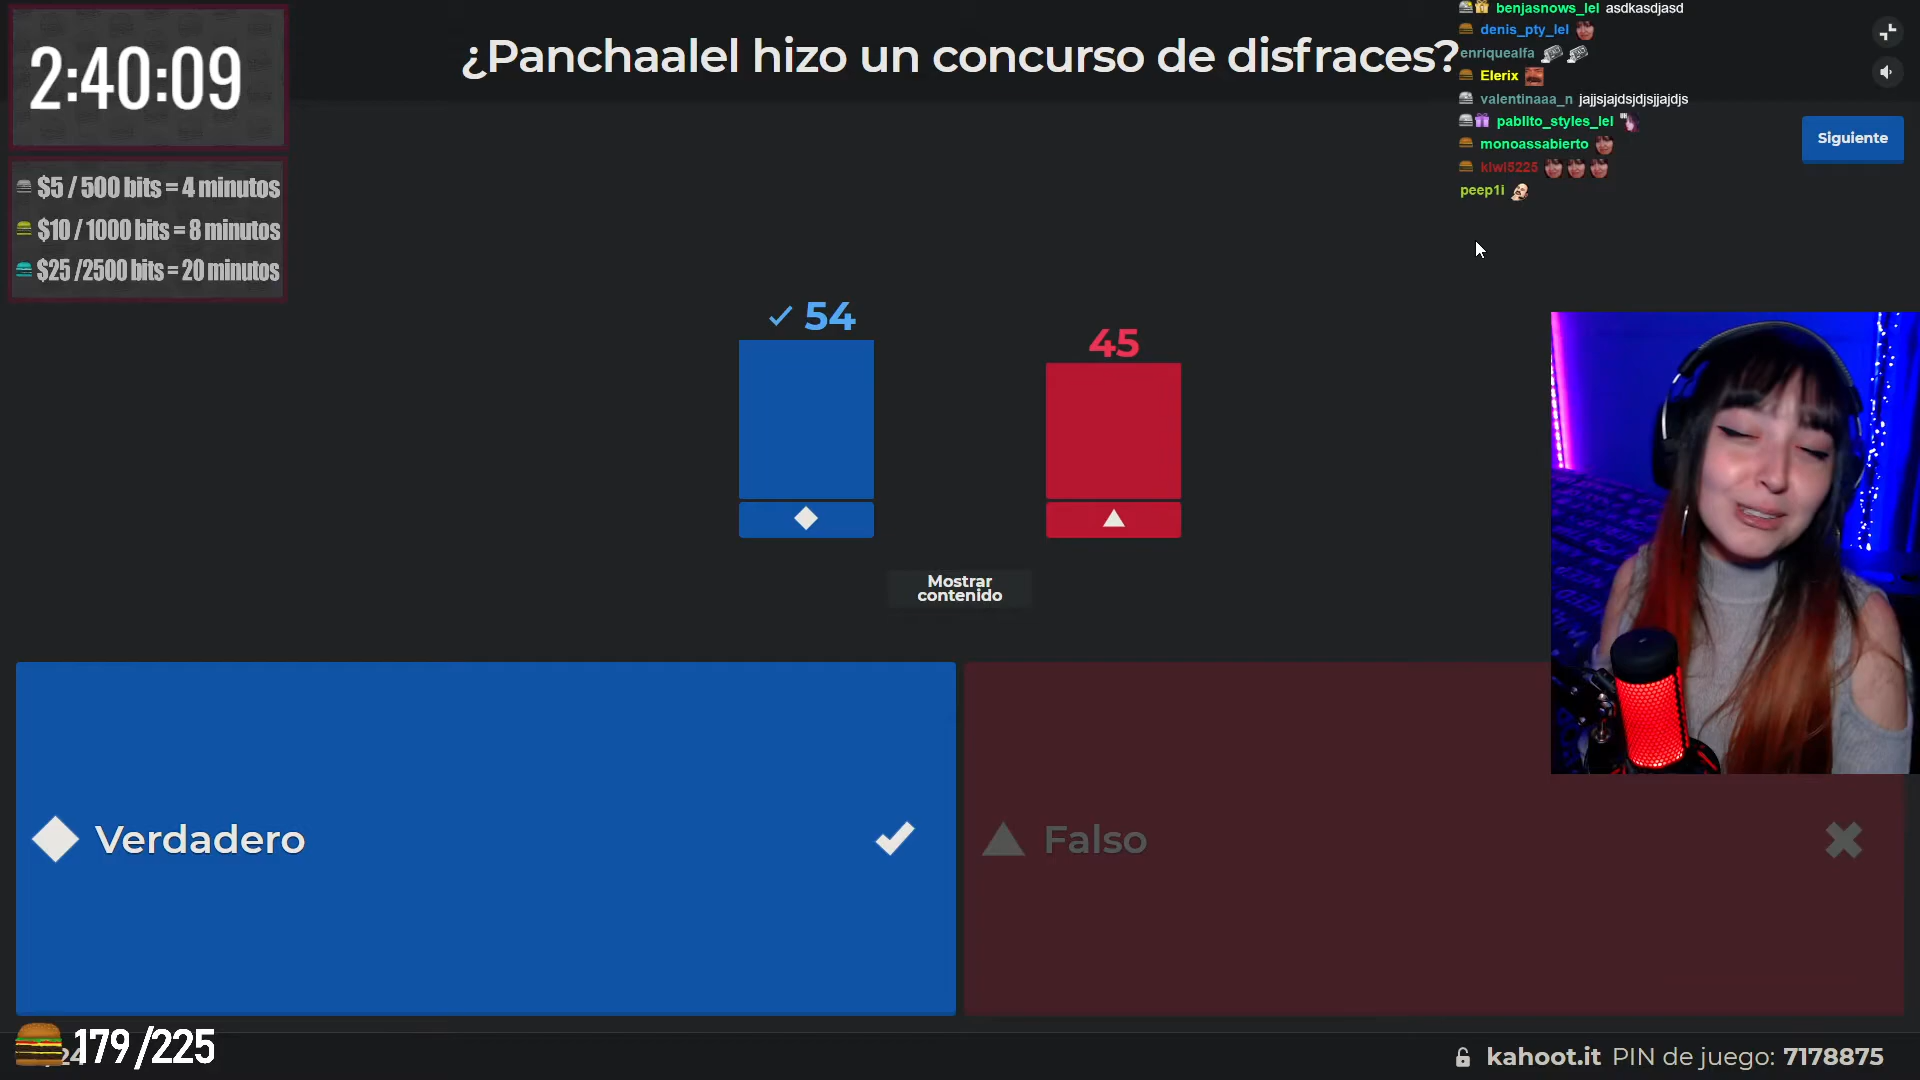 2:40:09
$5 / 500 bits = 4 minutos
$10 / 1000 bits = 8 minutos
$25 /2500 bits = 20 minutos
¿Panchaalel hizo un concurso de disfraces?
benjasnows_lel asdkasdjasd
denis_pty_lel
enriquealfa
Elerix
valentinaaa_n jajjsjajdsjdjsjjajdjs
pablito_styles_lel
monoassabierto
kiwi5225
peep1i
Siguiente
54
45
Mostrar
contenido
Verdadero
Falso
179/225
kahoot.it PIN de juego: 7178875